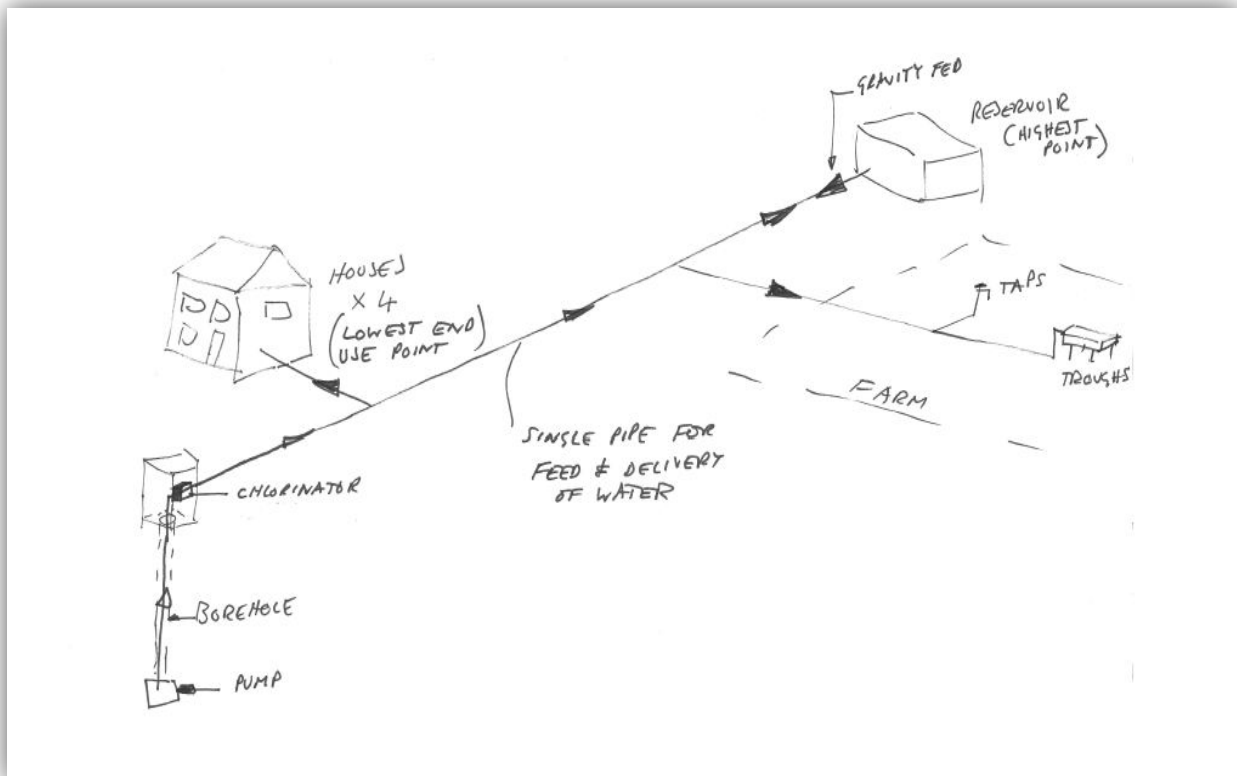 GRAVITY FED
RESERVOIR
(HIGHEST
POINT)
HOUSES
X 4
(LOWEST END
USE POINT)
TAPS
TROUGHS
FARM
SINGLE PIPE FOR
FEED & DELIVERY
OF WATER
CHLORINATOR
BOREHOLE
PUMP